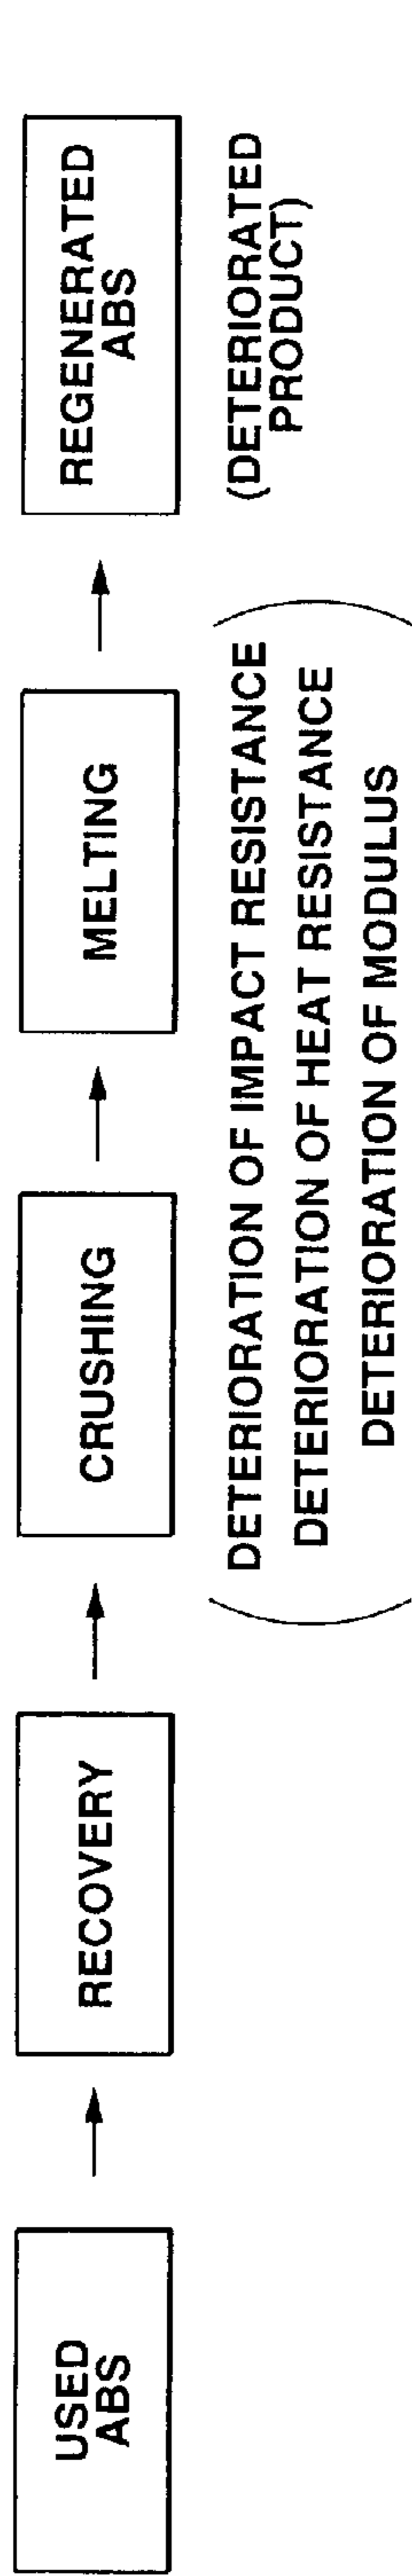 USED
ABS
RECOVERY
CRUSHING
MELTING
REGENERATED
ABS
DETERIORATION OF IMPACT RESISTANCE
DETERIORATION OF HEAT RESISTANCE
DETERIORATION OF MODULUS
(DETERIORATED
PRODUCT)